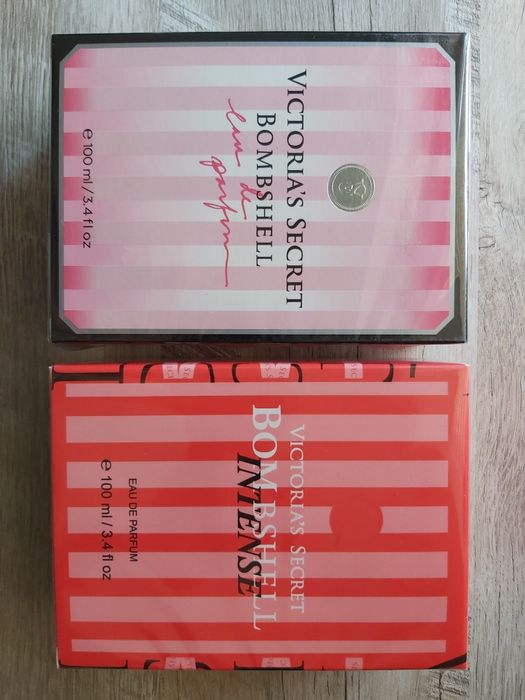 VICTORIA'S SECRET
BOMBSHELL
eau de
parfum
e 100 ml / 3.4 fl oz
VICTORIA'S SECRET
BOMBSHELL
INTENSE
EAU DE PARFUM
e 100 ml / 3.4 fl oz